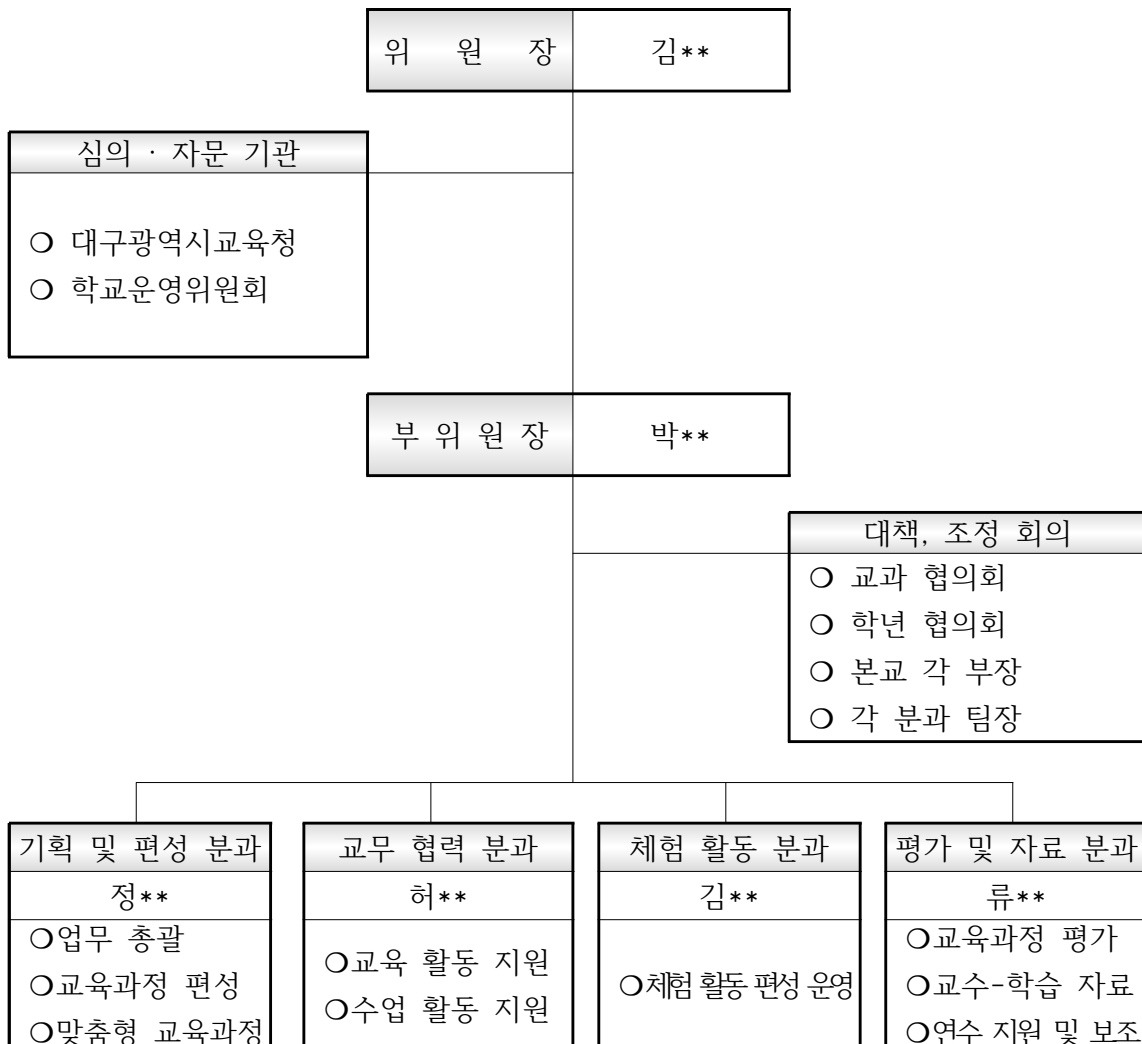 위 원 장 김**
심의 · 자문 기관
❍ 대구광역시교육청
❍ 학교운영위원회
부 위 원 장 박**
대책, 조정 회의
❍ 교과 협의회
❍ 학년 협의회
❍ 본교 각 부장
❍ 각 분과 팀장
기획 및 편성 분과
정**
❍업무 총괄
❍교육과정 편성
❍맞춤형 교육과정
교무 협력 분과
허**
❍교육 활동 지원
❍수업 활동 지원
체험 활동 분과
김**
❍체험 활동 편성 운영
평가 및 자료 분과
류**
❍교육과정 평가
❍교수-학습 자료
❍연수 지원 및 보조